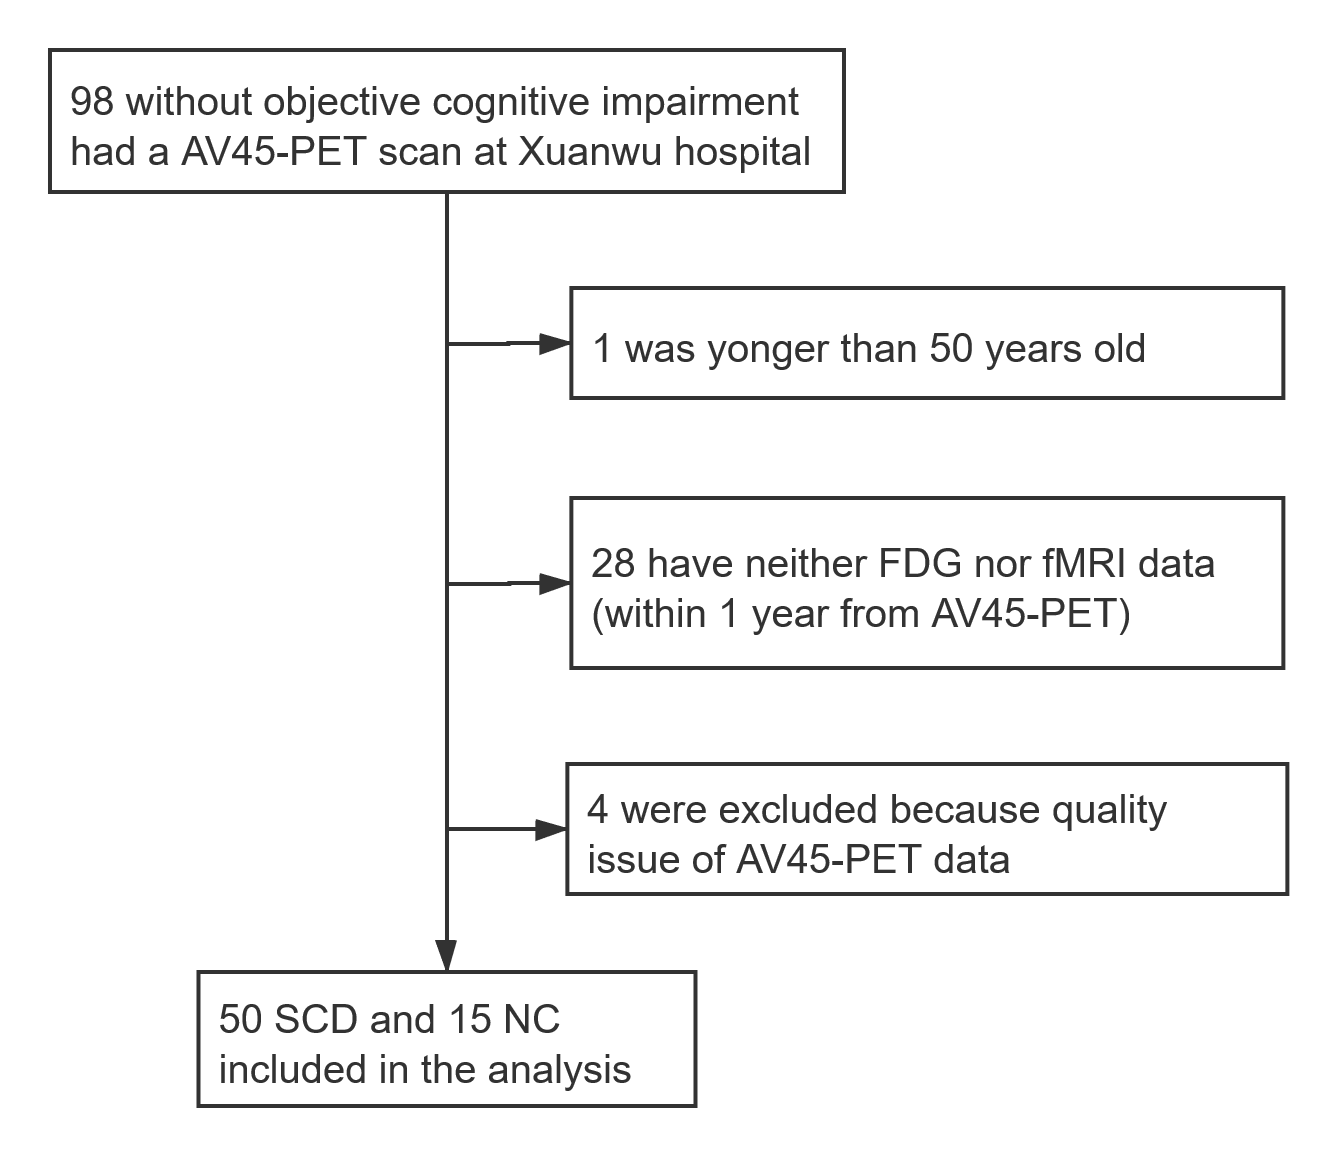 98 without objective cognitive impairment
had a AV45-PET scan at Xuanwu hospital
1 was yonger than 50 years old
28 have neither FDG nor fMRI data
(within 1 year from AV45-PET)
4 were excluded because quality
issue of AV45-PET data
50 SCD and 15 NC
included in the analysis